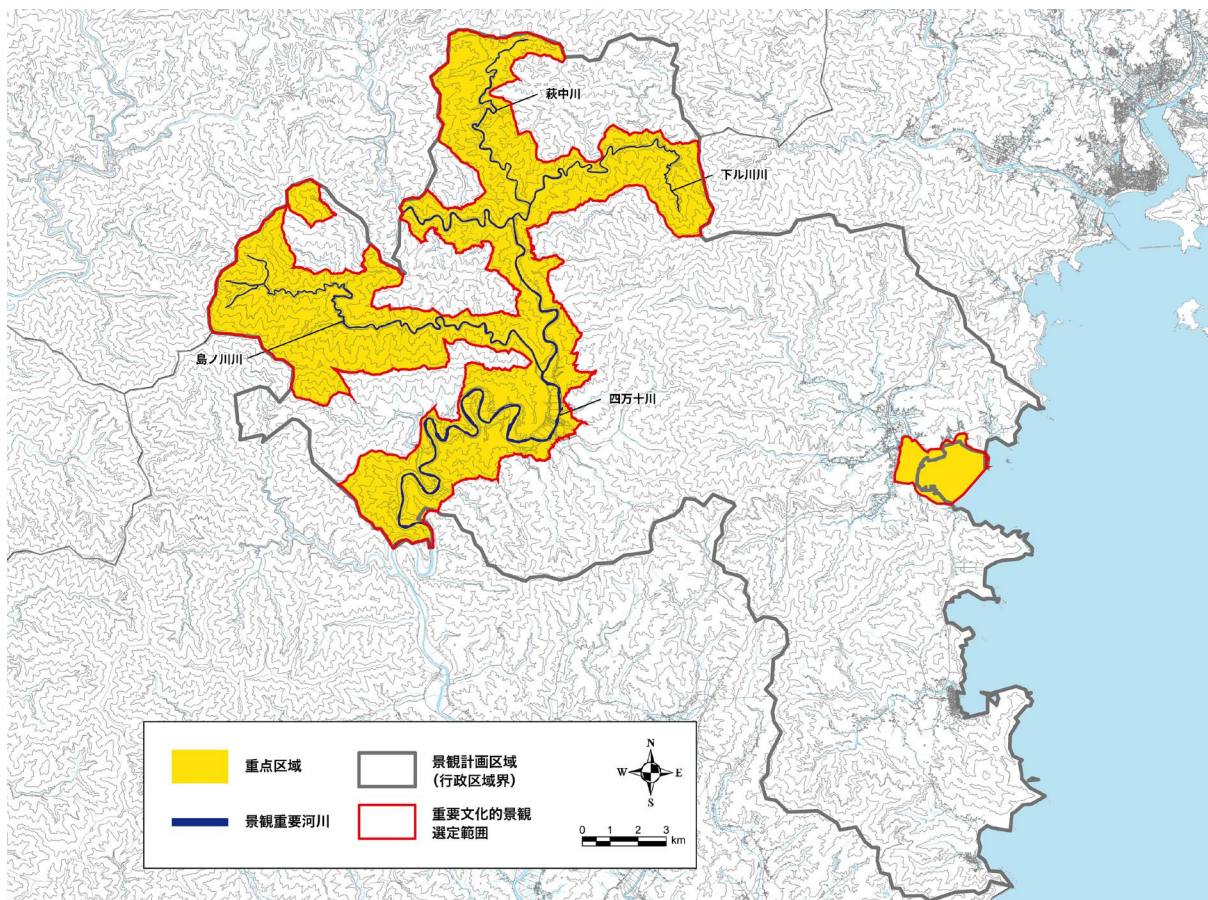 萩中川
下ル川川
島ノ川川
四万十川
重点区域
景観計画区域
(行政区域界)
景観重要河川
重要文化的景観
選定範囲
N
W E
S
0 1 2 3
km